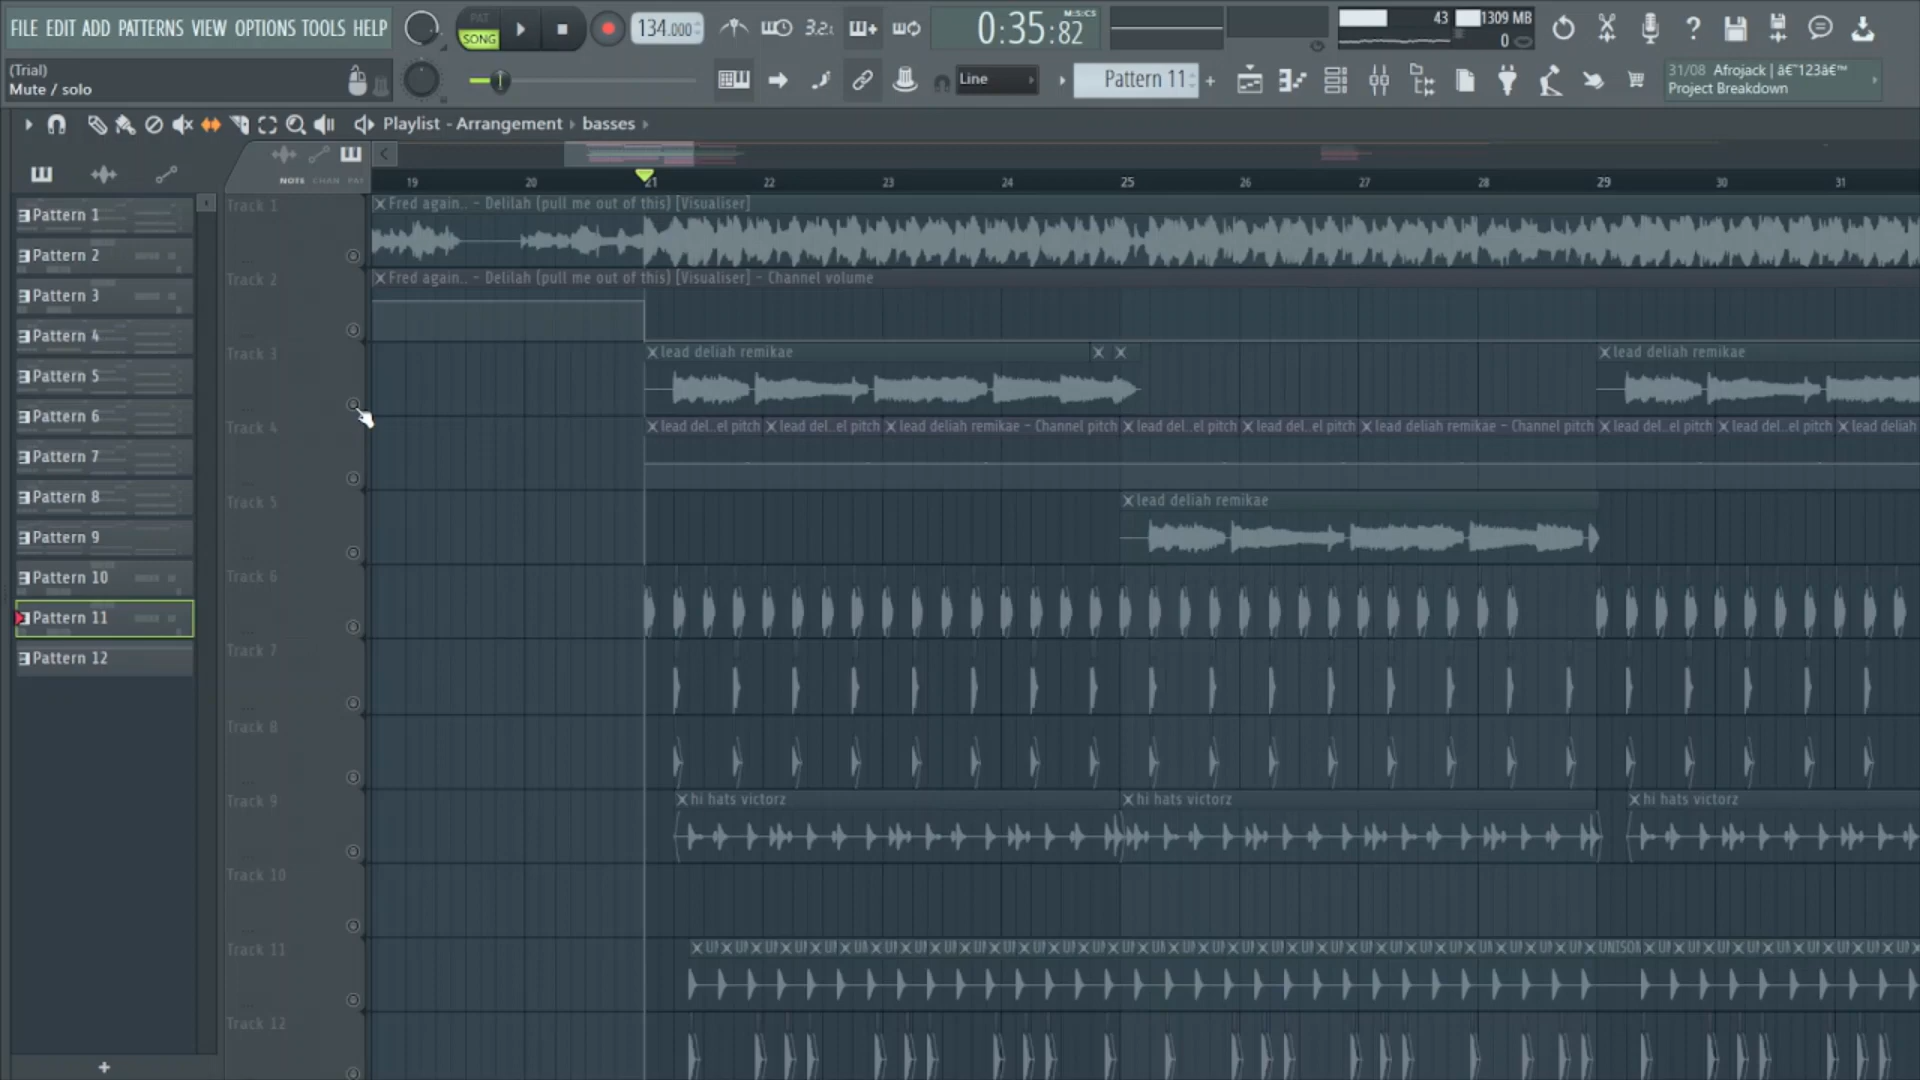 FILE EDIT ADD PATTERNS VIEW OPTIONS TOOLS HELP
PAT
SONG
134.000
3.2.
0:35:82
M:S:CS
43
1309 MB
0
(Trial)
Mute / solo
Line
Pattern 11
31/08 Afrojack | â€˜123â€™
Project Breakdown
Playlist - Arrangement basses
NOTE CHAN PAT
19 20 21 22 23 24 25 26 27 28 29 30 31
Pattern 1
Pattern 2
Pattern 3
Pattern 4
Pattern 5
Pattern 6
Pattern 7
Pattern 8
Pattern 9
Pattern 10
Pattern 11
Pattern 12
Track 1
Fred again.. - Delilah (pull me out of this) [Visualiser]
Track 2
Fred again.. - Delilah (pull me out of this) [Visualiser] - Channel volume
Track 3
lead deliah remikae
lead deliah remikae
Track 4
lead del..el pitch lead del..el pitch lead deliah remikae - Channel pitch lead del..el pitch lead del..el pitch lead deliah remikae - Channel pitch lead del..el pitch lead del..el pitch lead deliah
Track 5
lead deliah remikae
Track 6
Track 7
Track 8
Track 9
hi hats victorz hi hats victorz hi hats victorz
Track 10
Track 11
UNISON
Track 12